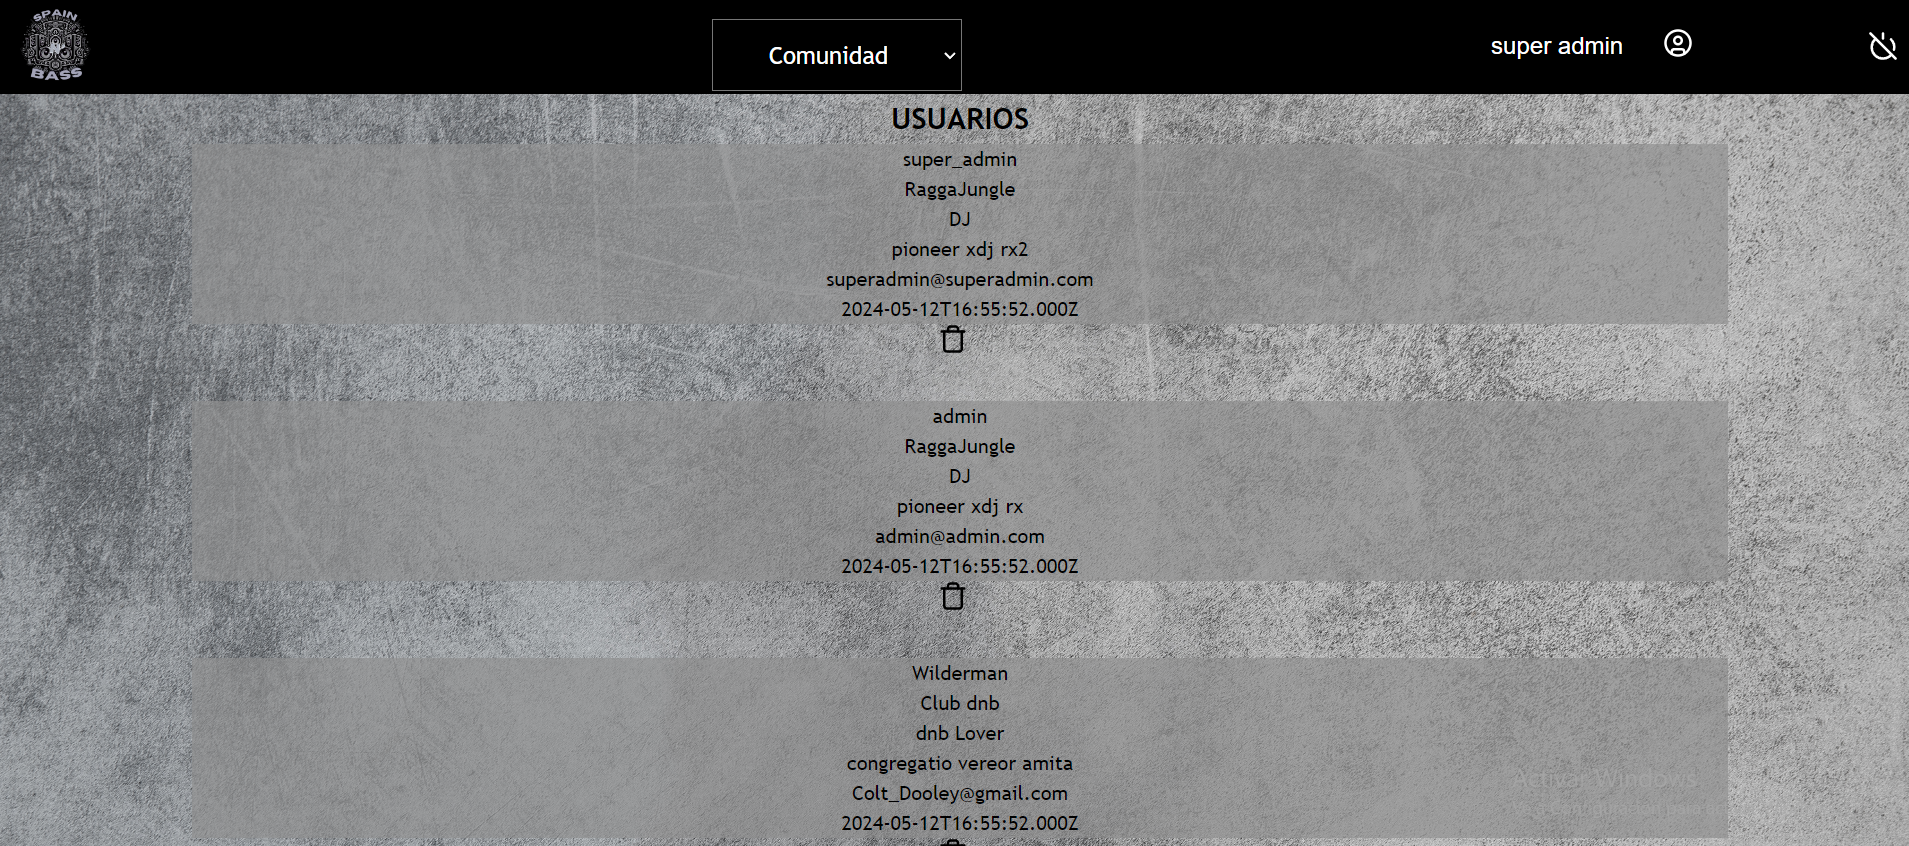 SPAIN
BASS
Comunidad
super admin
USUARIOS
super_admin
RaggaJungle
DJ
pioneer xdj rx2
superadmin@superadmin.com
2024-05-12T16:55:52.000Z
admin
RaggaJungle
DJ
pioneer xdj rx
admin@admin.com
2024-05-12T16:55:52.000Z
Wilderman
Club dnb
dnb Lover
congregatio vereor amita
Colt_Dooley@gmail.com
Activar Windows
2024-05-12T16:55:52.000Z